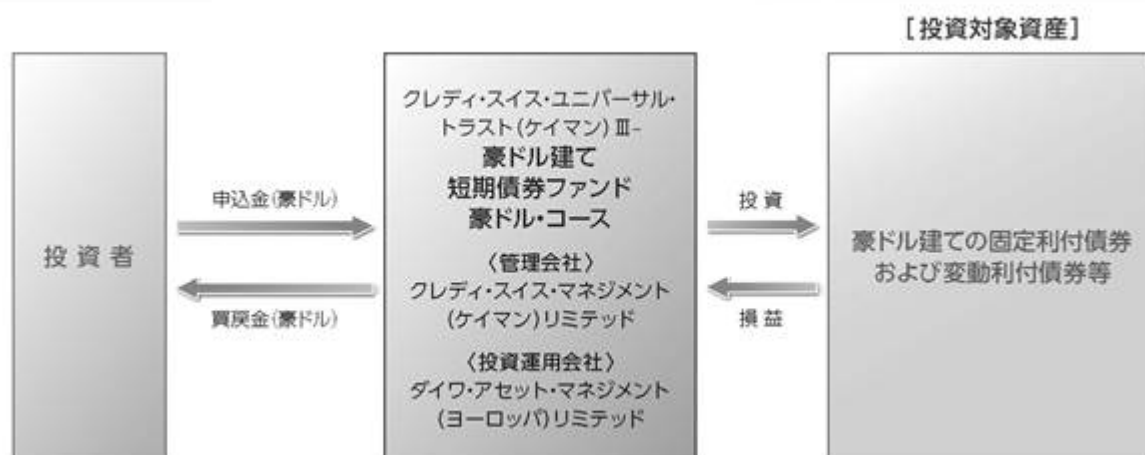 [投資対象資産]
投資者
申込金(豪ドル)
買戻金(豪ドル)
クレディ・スイス・ユニバーサル・
トラスト(ケイマン)Ⅲ-
豪ドル建て
短期債券ファンド
豪ドル・コース
〈管理会社〉
クレディ・スイス・マネジメント
(ケイマン)リミテッド
〈投資運用会社〉
ダイワ・アセット・マネジメント
(ヨーロッパ)リミテッド
投資
損益
豪ドル建ての固定利付債券
および変動利付債券等